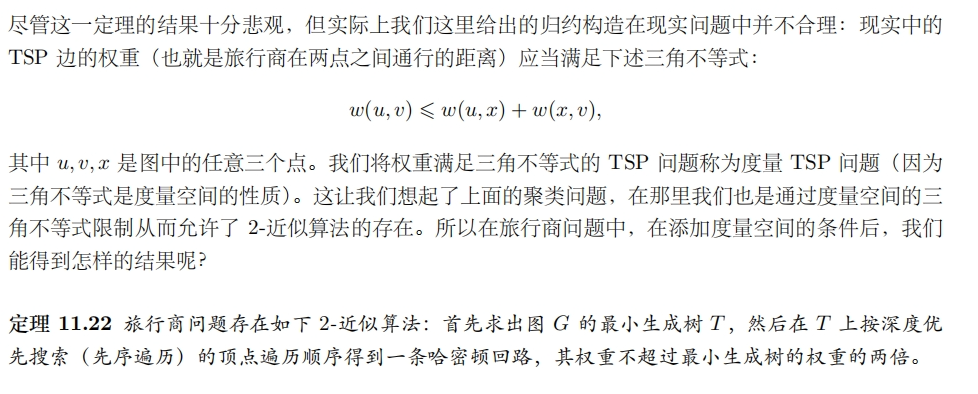 尽管这一定理的结果十分悲观，但实际上我们这里给出的归约构造在现实问题中并不合理：现实中的
TSP 边的权重（也就是旅行商在两点之间通行的距离）应当满足下述三角不等式：
w(u, v) ⩽ w(u, x) + w(x, v),
其中 u, v, x 是图中的任意三个点。我们将权重满足三角不等式的 TSP 问题称为度量 TSP 问题（因为
三角不等式是度量空间的性质）。这让我们想起了上面的聚类问题，在那里我们也是通过度量空间的三
角不等式限制从而允许了 2-近似算法的存在。所以在旅行商问题中，在添加度量空间的条件后，我们
能得到怎样的结果呢？
定理 11.22 旅行商问题存在如下 2-近似算法：首先求出图 G 的最小生成树 T，然后在 T 上按深度优
先搜索（先序遍历）的顶点遍历顺序得到一条哈密顿回路，其权重不超过最小生成树的权重的两倍。